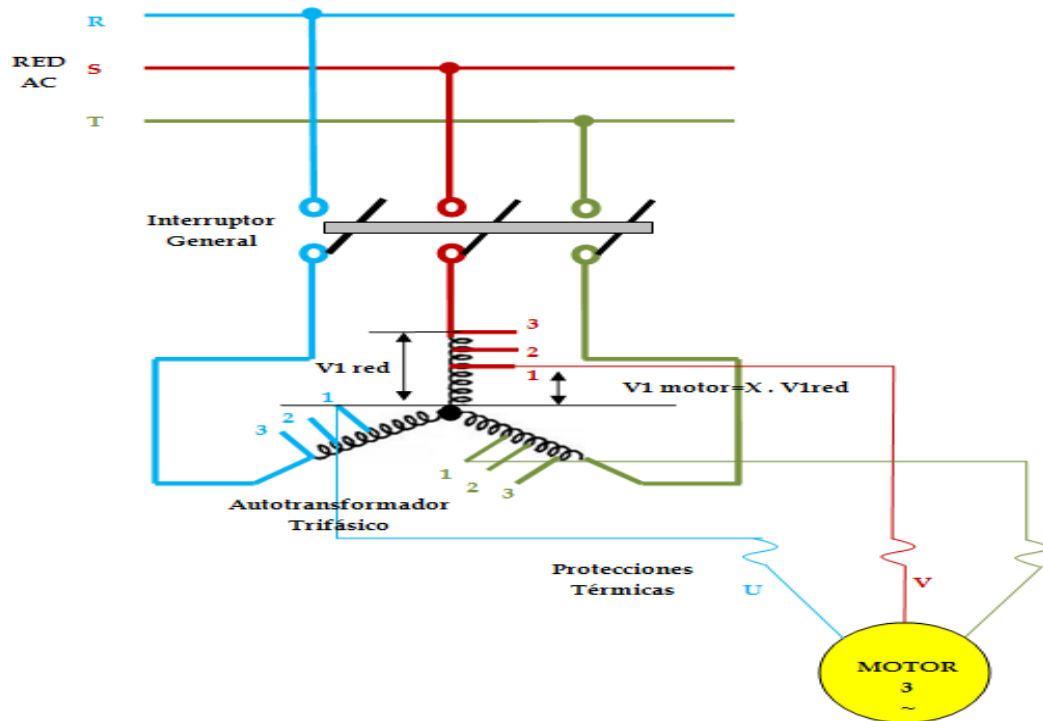 R
RED
AC
S
T
Interruptor
General
3
2
1
V1 red
V1 motor=X . V1red
1
2
3
1
2
3
Autotransformador
Trifásico
Protecciones
Térmicas
U
V
MOTOR
3
~